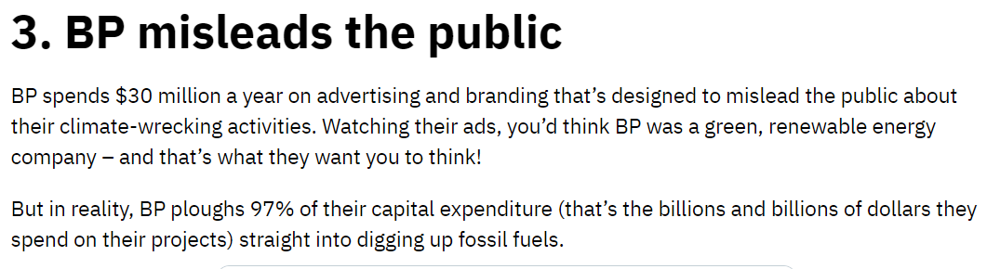 3. BP misleads the public
BP spends $30 million a year on advertising and branding that’s designed to mislead the public about
their climate-wrecking activities. Watching their ads, you’d think BP was a green, renewable energy
company – and that’s what they want you to think!
But in reality, BP ploughs 97% of their capital expenditure (that’s the billions and billions of dollars they
spend on their projects) straight into digging up fossil fuels.